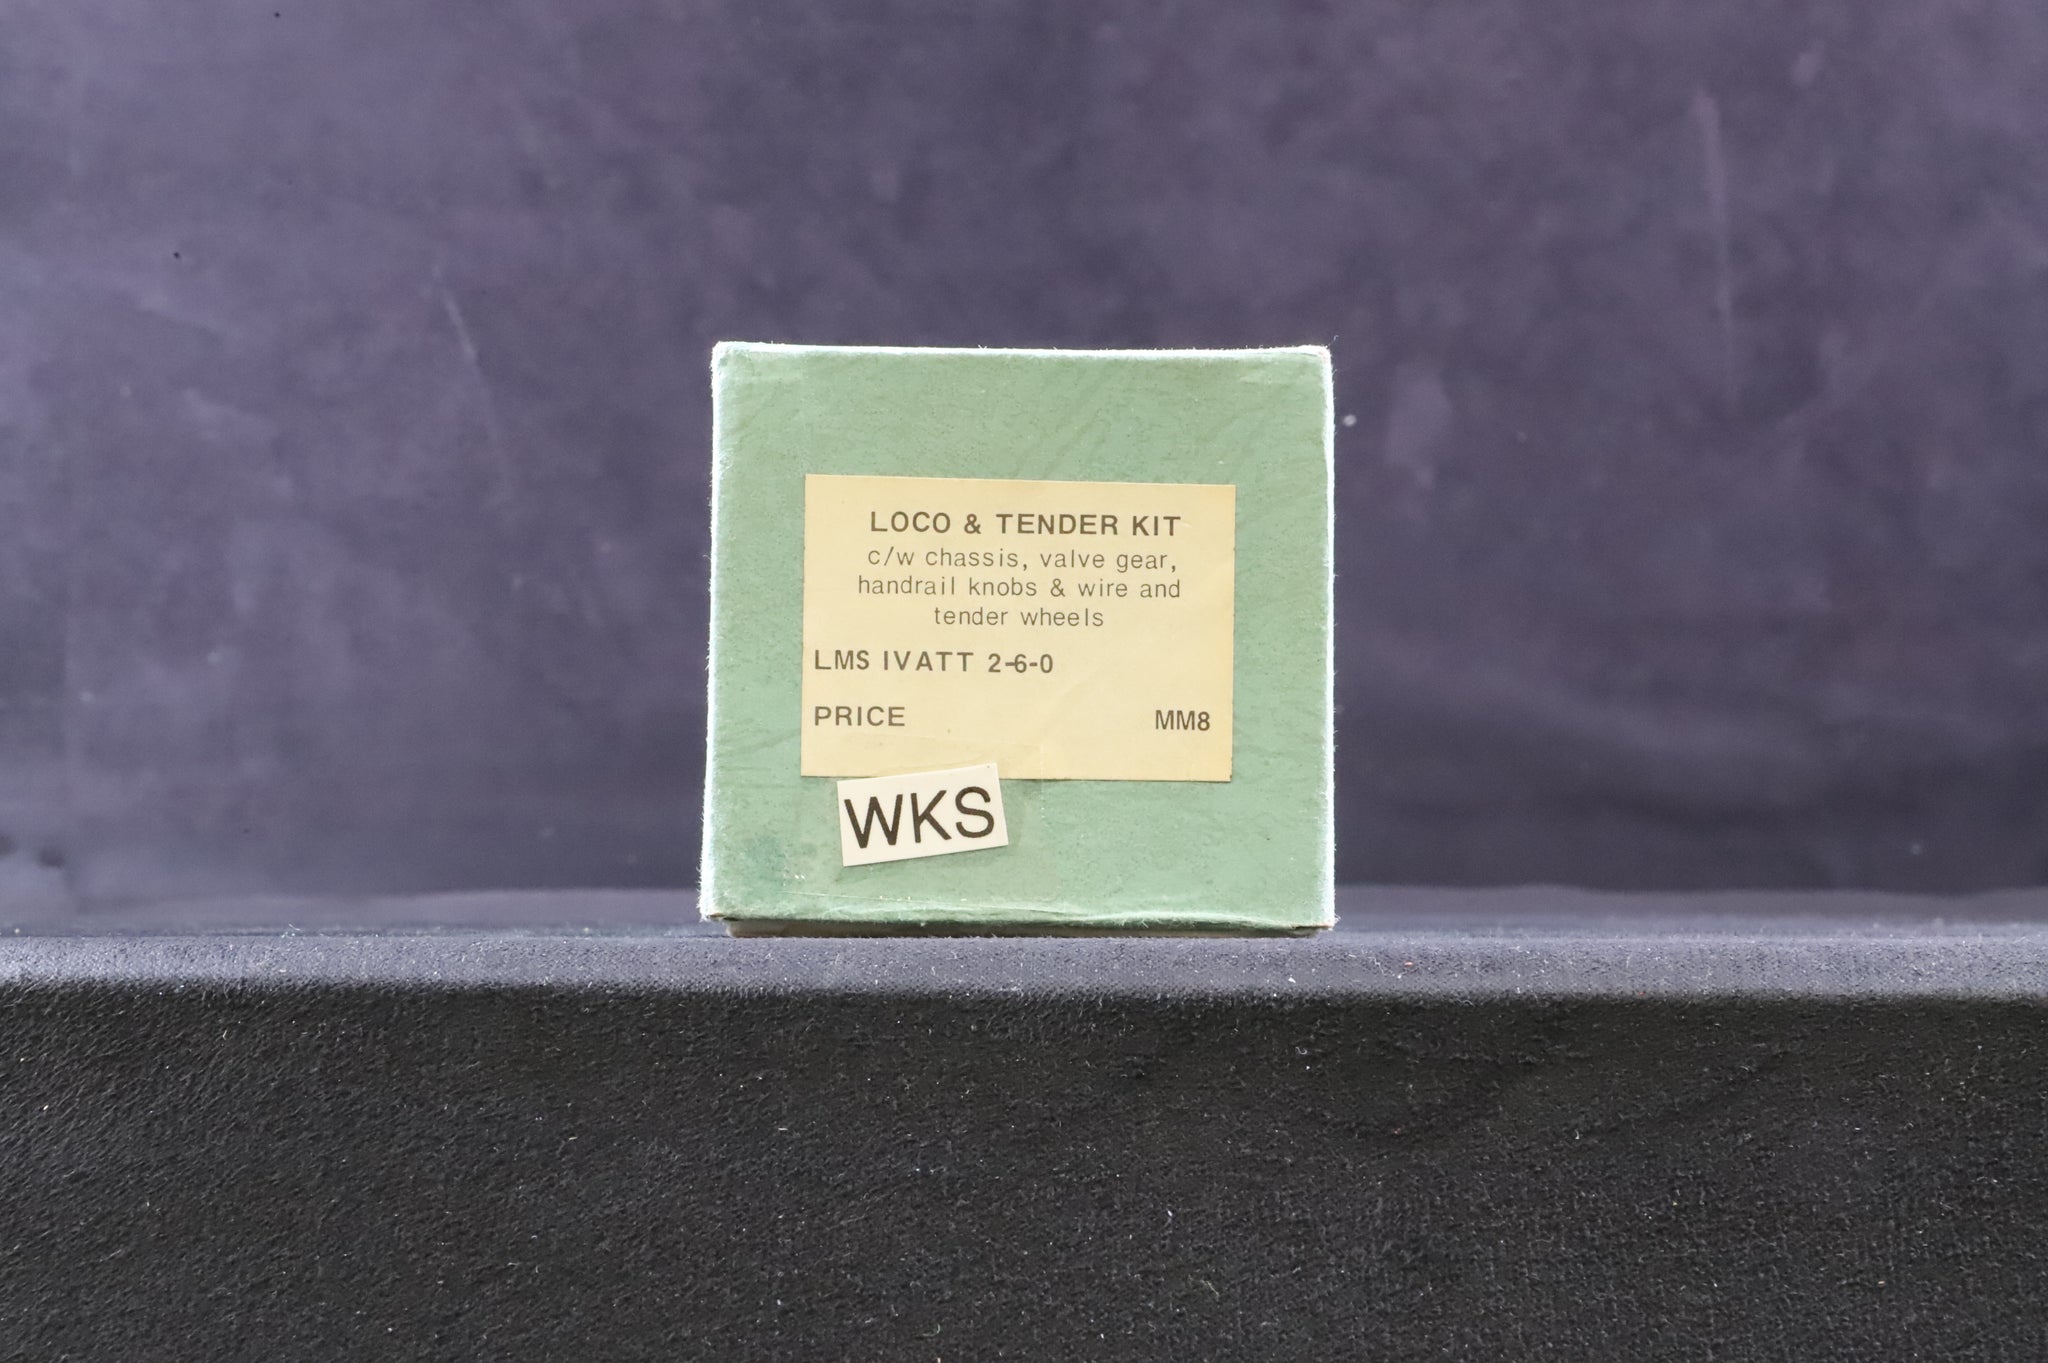 LOCO & TENDER KIT
c/w chassis, valve gear,
handrail knobs & wire and
tender wheels
LMS IVATT 2-6-0
PRICE MM8
WKS